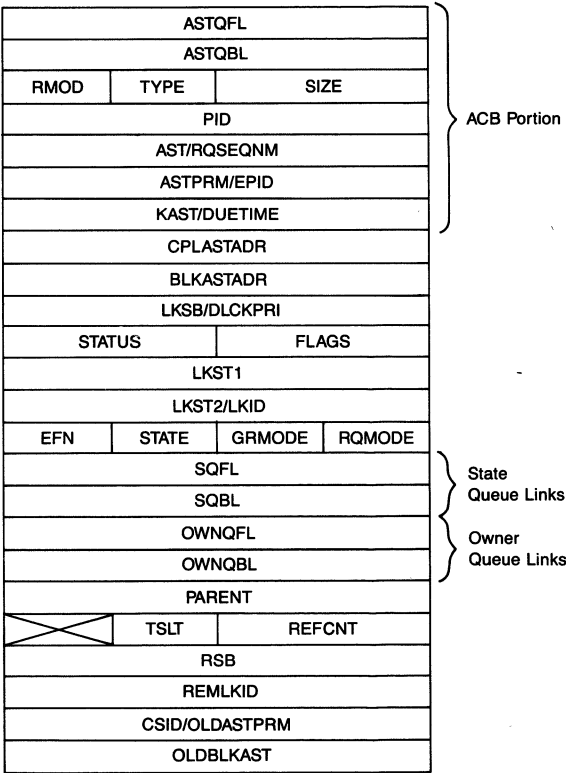 ASTQFL
ASTQBL
RMOD TYPE SIZE
PID
AST/RQSEQNM
ASTPRM/EPID
KAST/DUETIME
ACB Portion
CPLASTADR
BLKASTADR
LKSB/DLCKPRI
STATUS FLAGS
LKST1
LKST2/LKID
EFN STATE GRMODE RQMODE
SQFL
SQBL
State
Queue Links
OWNQFL
OWNQBL
Owner
Queue Links
PARENT
TSLT REFCNT
RSB
REMLKID
CSID/OLDASTPRM
OLDBLKAST